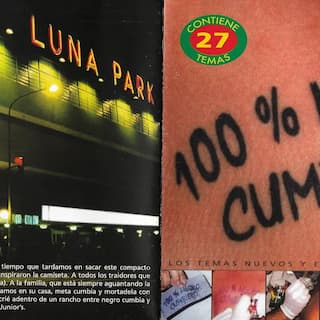 LUNA PARK
tiempo que tardamos en sacar este compacto
nspiraron la camiseta. A todos los traidores que
a). A la familia, que está siempre aguantando la
amos en su casa, meta cumbia y mortadela con
crié adentro de un rancho entre negro cumbia y
Junior's.
CONTIENE
27
TEMAS
100 %
CUMB
LOS TEMAS NUEVOS Y E